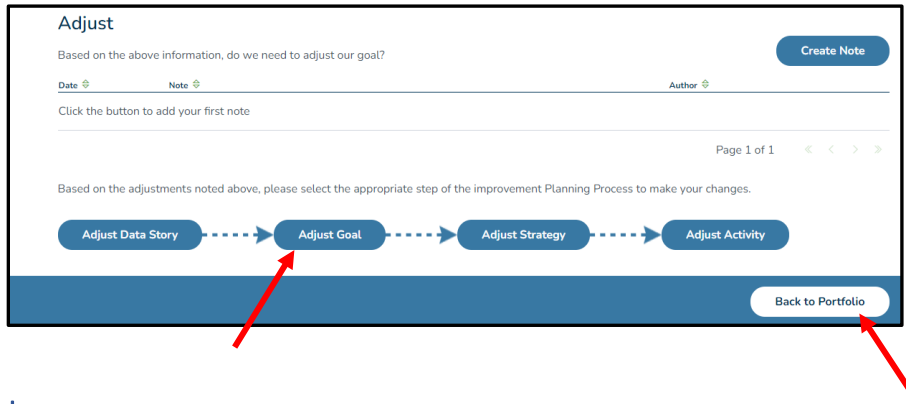 Adjust
Based on the above information, do we need to adjust our goal?
Create Note
Date Note Author
Click the button to add your first note
Page 1 of 1 « < > »
Based on the adjustments noted above, please select the appropriate step of the improvement Planning Process to make your changes.
Adjust Data Story Adjust Goal Adjust Strategy Adjust Activity
Back to Portfolio